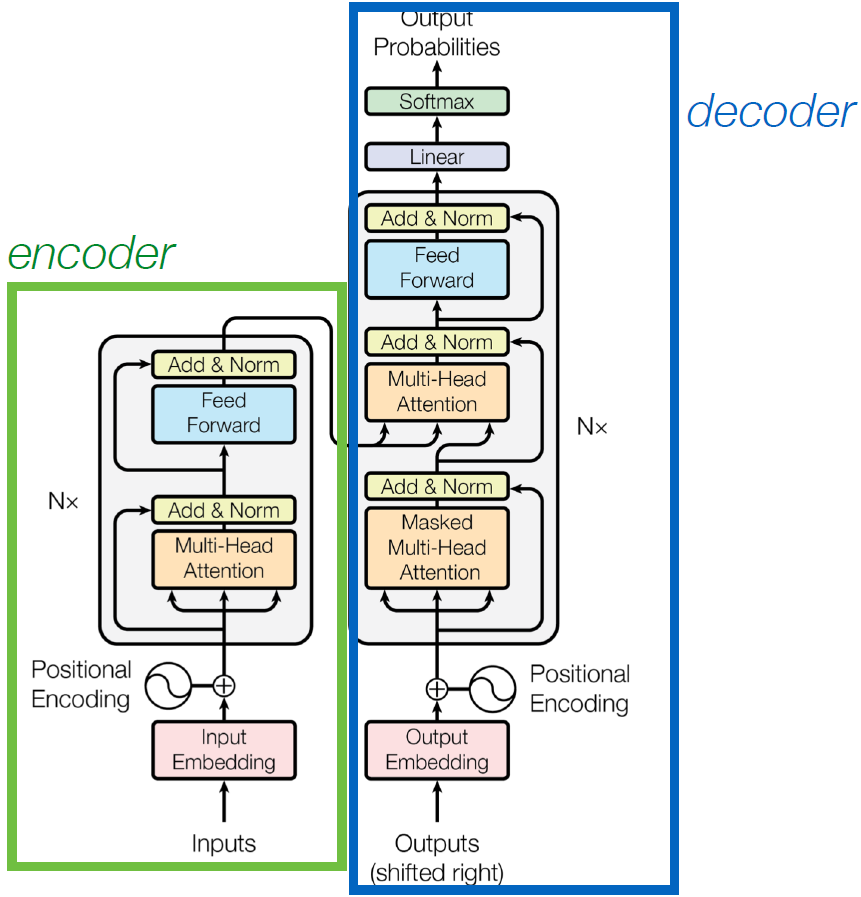 Output
Probabilities
Softmax
decoder
Linear
Add & Norm
Feed
Forward
Add & Norm
Multi-Head
Attention
Nx
Add & Norm
Masked
Multi-Head
Attention
Positional
Encoding
Output
Embedding
Outputs
(shifted right)
encoder
Add & Norm
Feed
Forward
Nx
Add & Norm
Multi-Head
Attention
Positional
Encoding
Input
Embedding
Inputs